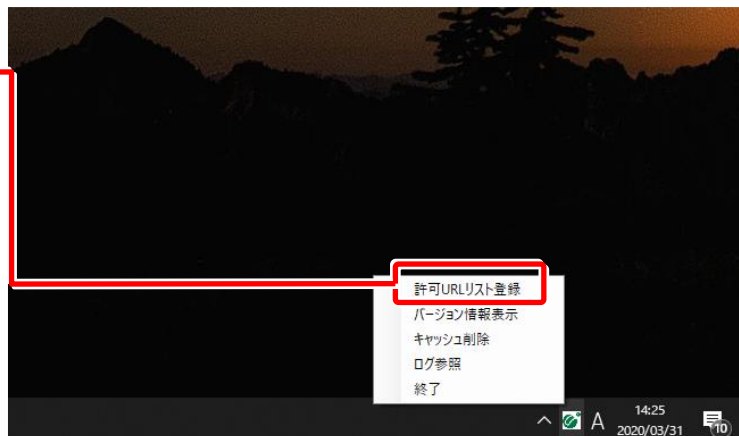 許可URLリスト登録
バージョン情報表示
キャッシュ削除
ログ参照
終了
A
14:25
2020/03/31
10